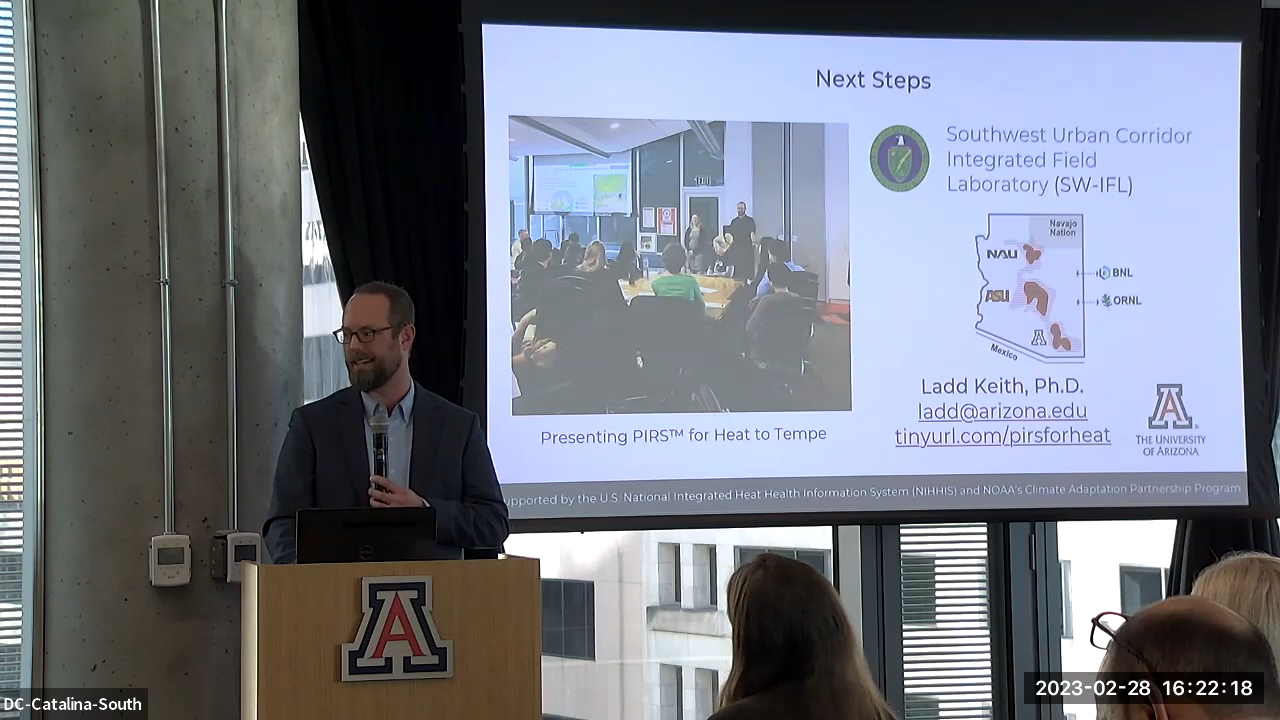 Next Steps
Southwest Urban Corridor
Integrated Field
Laboratory (SW-IFL)
Navajo
Nation
NAU
BNL
ASU
ORNL
A
Mexico
Ladd Keith, Ph.D.
ladd@arizona.edu
tinyurl.com/pirsforheat
A
THE UNIVERSITY
OF ARIZONA
Presenting PIRS™ for Heat to Tempe
upported by the U.S. National Integrated Heat Health Information System (NIHHIS) and NOAA's Climate Adaptation Partnership Program
A
2023-02-28 16:22:18
DC-Catalina-South